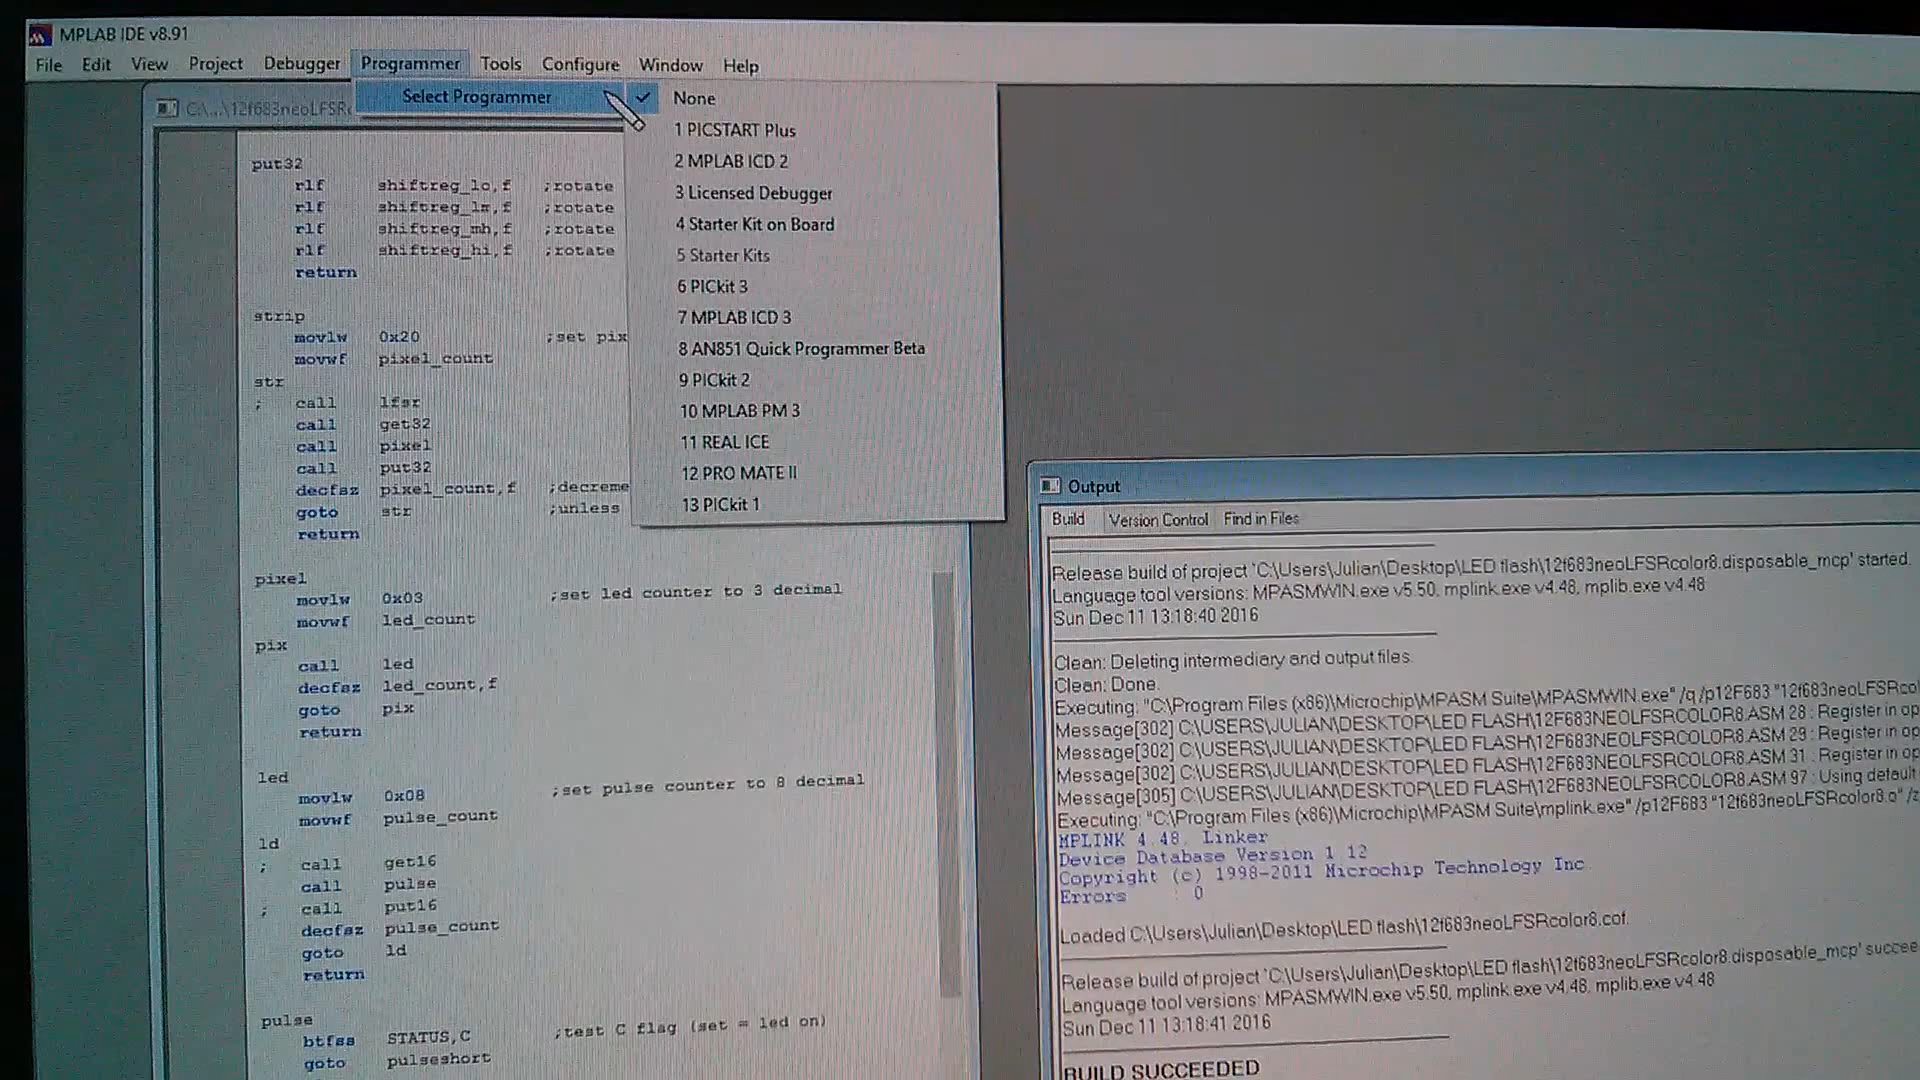 MPLAB IDE v8.91
File Edit View Project Debugger Programmer Tools Configure Window Help
Select Programmer
None
1 PICSTART Plus
2 MPLAB ICD 2
3 Licensed Debugger
4 Starter Kit on Board
5 Starter Kits
6 PICkit 3
7 MPLAB ICD 3
8 AN851 Quick Programmer Beta
9 PICkit 2
10 MPLAB PM 3
11 REAL ICE
12 PRO MATE II
13 PICkit 1
C:\...\12f683neoLFSRc
put32
rlf shiftreg_lo,f ;rotate
rlf shiftreg_lm,f ;rotate
rlf shiftreg_mh,f ;rotate
rlf shiftreg_hi,f ;rotate
return
strip
movlw 0x20 ;set pix
movwf pixel_count
str
; call lfsr
call get32
call pixel
call put32
decfsz pixel_count,f ;decreme
goto str ;unless
return
pixel
movlw 0x03 ;set led counter to 3 decimal
movwf led_count
pix
call led
decfsz led_count,f
goto pix
return
led
movlw 0x08 ;set pulse counter to 8 decimal
movwf pulse_count
ld
; call get16
call pulse
; call put16
decfsz pulse_count
goto ld
return
pulse
btfss STATUS,C ;test C flag (set = led on)
goto pulseshort
Output
Build Version Control Find in Files
Release build of project 'C:\Users\Julian\Desktop\LED flash\12f683neoLFSRcolor8.disposable_mcp' started.
Language tool versions: MPASMWIN.exe v5.50, mplink.exe v4.48, mplib.exe v4.48
Sun Dec 11 13:18:40 2016
Clean: Deleting intermediary and output files.
Clean: Done.
Executing: "C:\Program Files (x86)\Microchip\MPASM Suite\MPASMWIN.exe" /q /p12F683 "12f683neoLFSRcol
Message[302] C:\USERS\JULIAN\DESKTOP\LED FLASH\12F683NEOLFSRCOLOR8.ASM 28 : Register in op
Message[302] C:\USERS\JULIAN\DESKTOP\LED FLASH\12F683NEOLFSRCOLOR8.ASM 29 : Register in op
Message[302] C:\USERS\JULIAN\DESKTOP\LED FLASH\12F683NEOLFSRCOLOR8.ASM 31 : Register in op
Message[305] C:\USERS\JULIAN\DESKTOP\LED FLASH\12F683NEOLFSRCOLOR8.ASM 97 : Using default
Executing: "C:\Program Files (x86)\Microchip\MPASM Suite\mplink.exe" /p12F683 "12f683neoLFSRcolor8.o" /z
MPLINK 4.48, Linker
Device Database Version 1.12
Copyright (c) 1998-2011 Microchip Technology Inc.
Errors : 0
Loaded C:\Users\Julian\Desktop\LED flash\12f683neoLFSRcolor8.cof.
Release build of project 'C:\Users\Julian\Desktop\LED flash\12f683neoLFSRcolor8.disposable_mcp' succee
Language tool versions: MPASMWIN.exe v5.50, mplink.exe v4.48, mplib.exe v4.48
Sun Dec 11 13:18:41 2016
BUILD SUCCEEDED